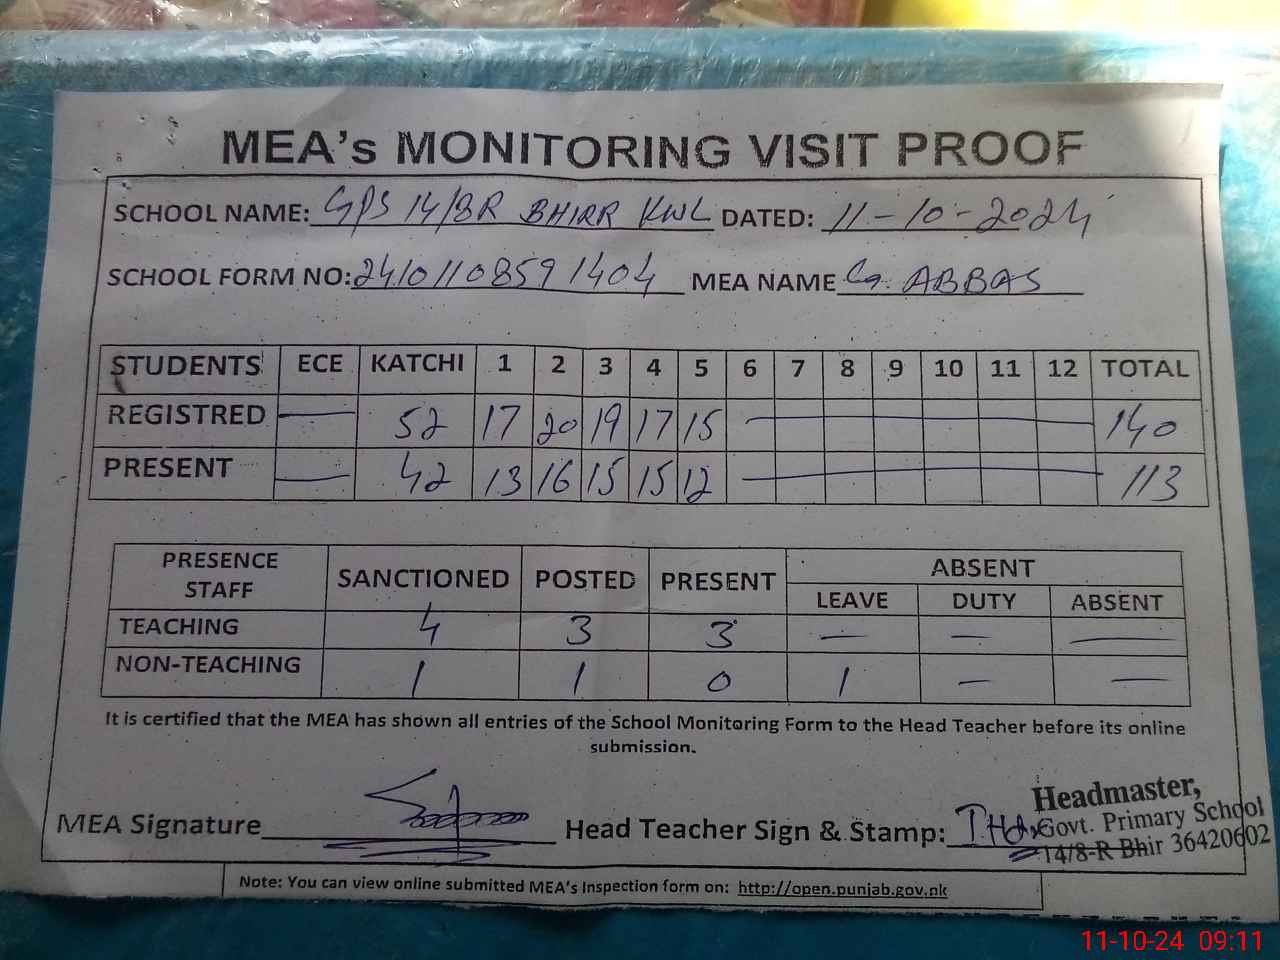 MEA's MONITORING VISIT PROOF
SCHOOL NAME: GPS 14/8R BHIRR KWL DATED: 11-10-2024
SCHOOL FORM NO: 24101108591404 MEA NAME G. ABBAS
STUDENTS ECE KATCHI 1 2 3 4 5 6 7 8 9 10 11 12 TOTAL
REGISTRED — 52 17 20 19 17 15 — 140
PRESENT — 42 13 16 15 15 12 — 113
PRESENCE STAFF SANCTIONED POSTED PRESENT ABSENT
LEAVE DUTY ABSENT
TEACHING 4 3 3 — — —
NON-TEACHING 1 1 0 1 — —
It is certified that the MEA has shown all entries of the School Monitoring Form to the Head Teacher before its online
submission.
MEA Signature Head Teacher Sign & Stamp:
Headmaster,
Govt. Primary School
14/8-R Bhir 36420602
Note: You can view online submitted MEA's Inspection form on: http://open.punjab.gov.pk
11-10-24 09:11